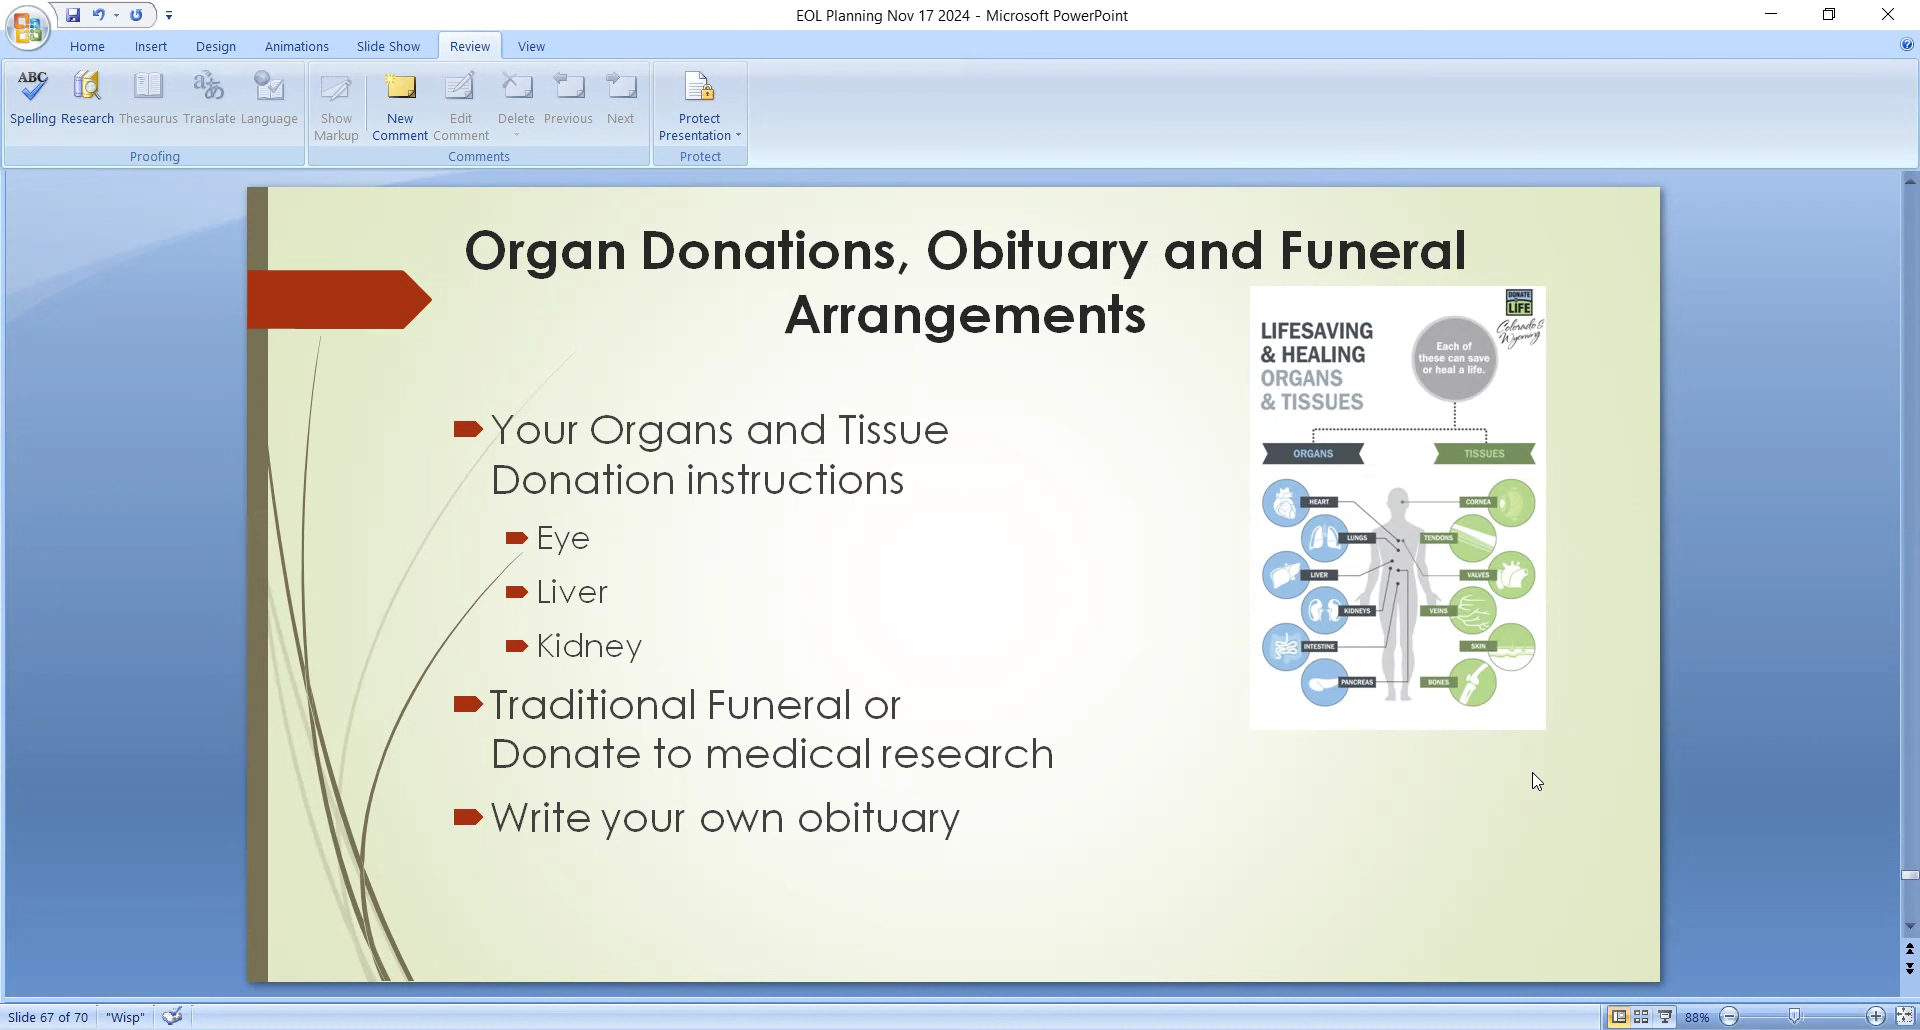 EOL Planning Nov 17 2024 - Microsoft PowerPoint
Home Insert Design Animations Slide Show Review View
ABC
Spelling Research Thesaurus Translate Language Show Markup New Comment Edit Comment Delete Previous Next Protect Presentation
Proofing Comments Protect
Organ Donations, Obituary and Funeral
Arrangements
Your Organs and Tissue
Donation instructions
Eye
Liver
Kidney
Traditional Funeral or
Donate to medical research
Write your own obituary
DONATE
LIFE
Colorado &
Wyoming
LIFESAVING
& HEALING
ORGANS
& TISSUES
Each of
these can save
or heal a life.
ORGANS TISSUES
HEART CORNEA
LUNGS TENDONS
LIVER VALVES
KIDNEYS VEINS
INTESTINE SKIN
PANCREAS BONES
Slide 67 of 70 "Wisp" 88%